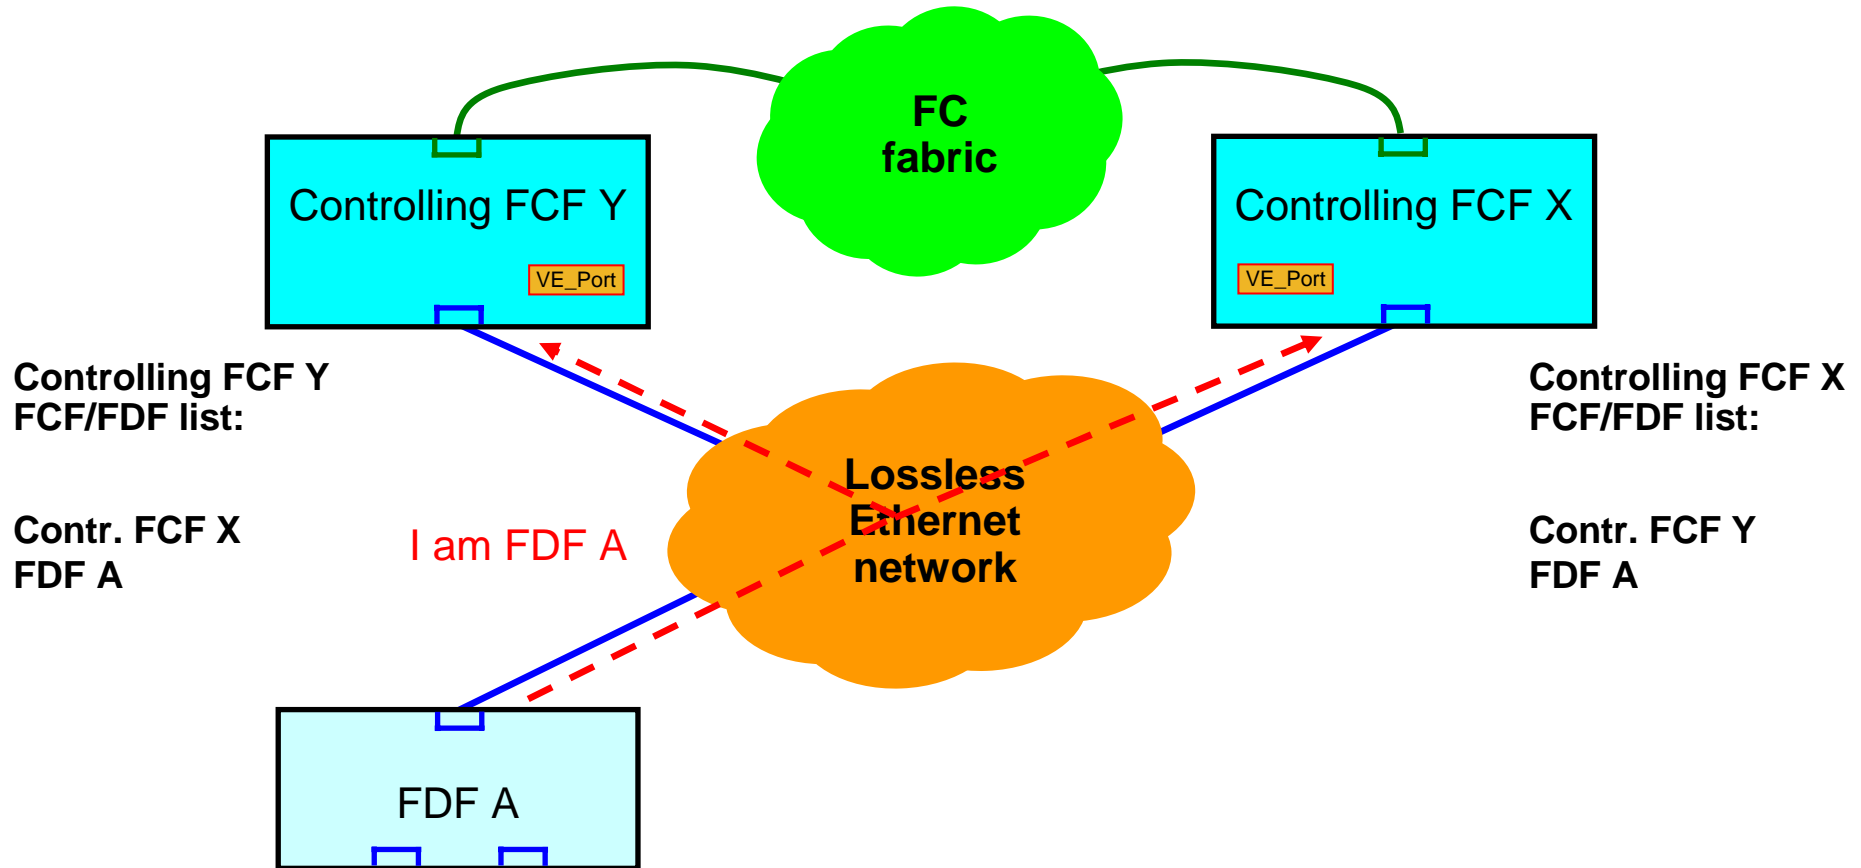 FC
fabric
Controlling FCF Y
VE_Port
Controlling FCF X
VE_Port
Controlling FCF Y
FCF/FDF list:
Contr. FCF X
FDF A
I am FDF A
Lossless
Ethernet
network
Controlling FCF X
FCF/FDF list:
Contr. FCF Y
FDF A
FDF A